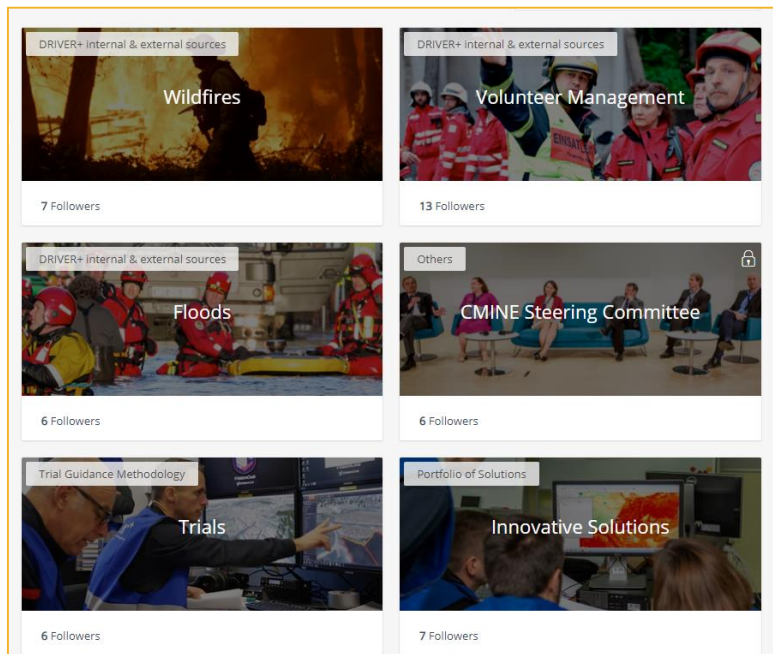 DRIVER+ internal & external sources
Wildfires
7 Followers
DRIVER+ internal & external sources
Volunteer Management
EINSATZL
13 Followers
DRIVER+ internal & external sources
Floods
6 Followers
Others
CMINE Steering Committee
6 Followers
Trial Guidance Methodology
Trials
6 Followers
Portfolio of Solutions
Innovative Solutions
7 Followers